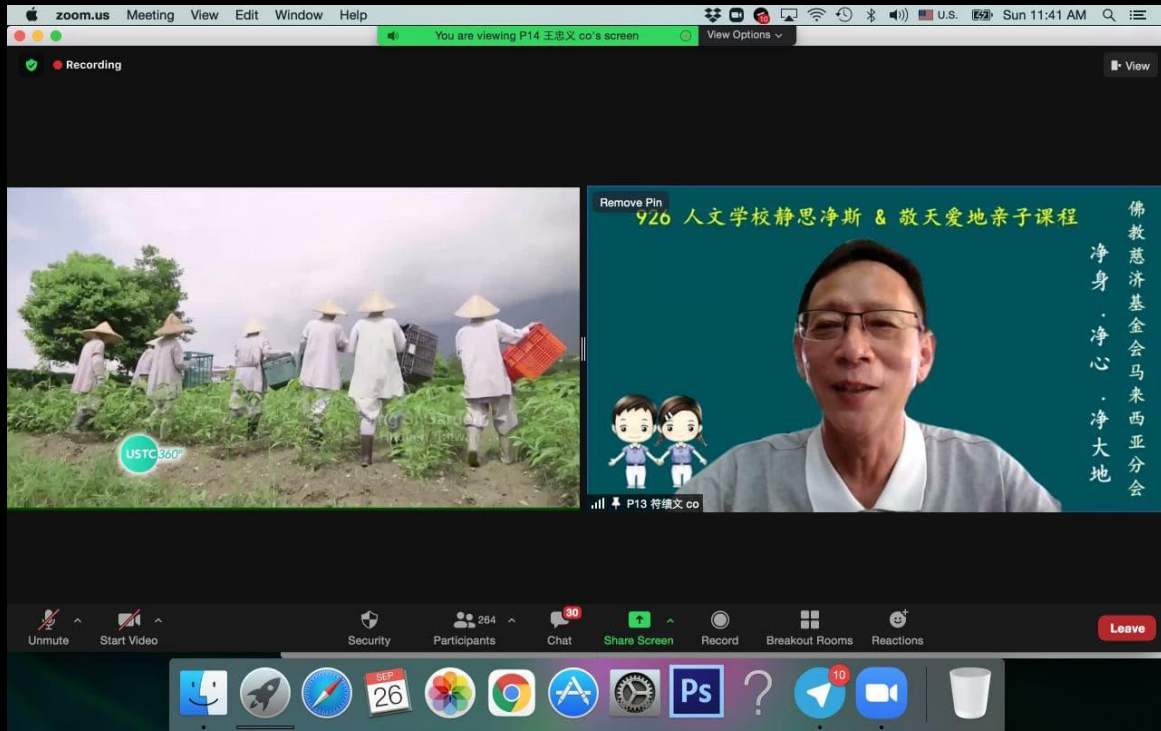 zoom.us Meeting View Edit Window Help
10
U.S. Sun 11:41 AM
You are viewing P14 王忠义 co's screen
View Options
Recording
View
Remove Pin
926 人文学校静思净斯 & 敬天爱地亲子课程
佛教慈济基金会马来西亚分会
净身.净心.净大地
USTC360°
P13 符绩文 co
Unmute
Start Video
Security
264
Participants
30
Chat
Share Screen
Record
Breakout Rooms
Reactions
Leave
SEP
26
Ps
?
10